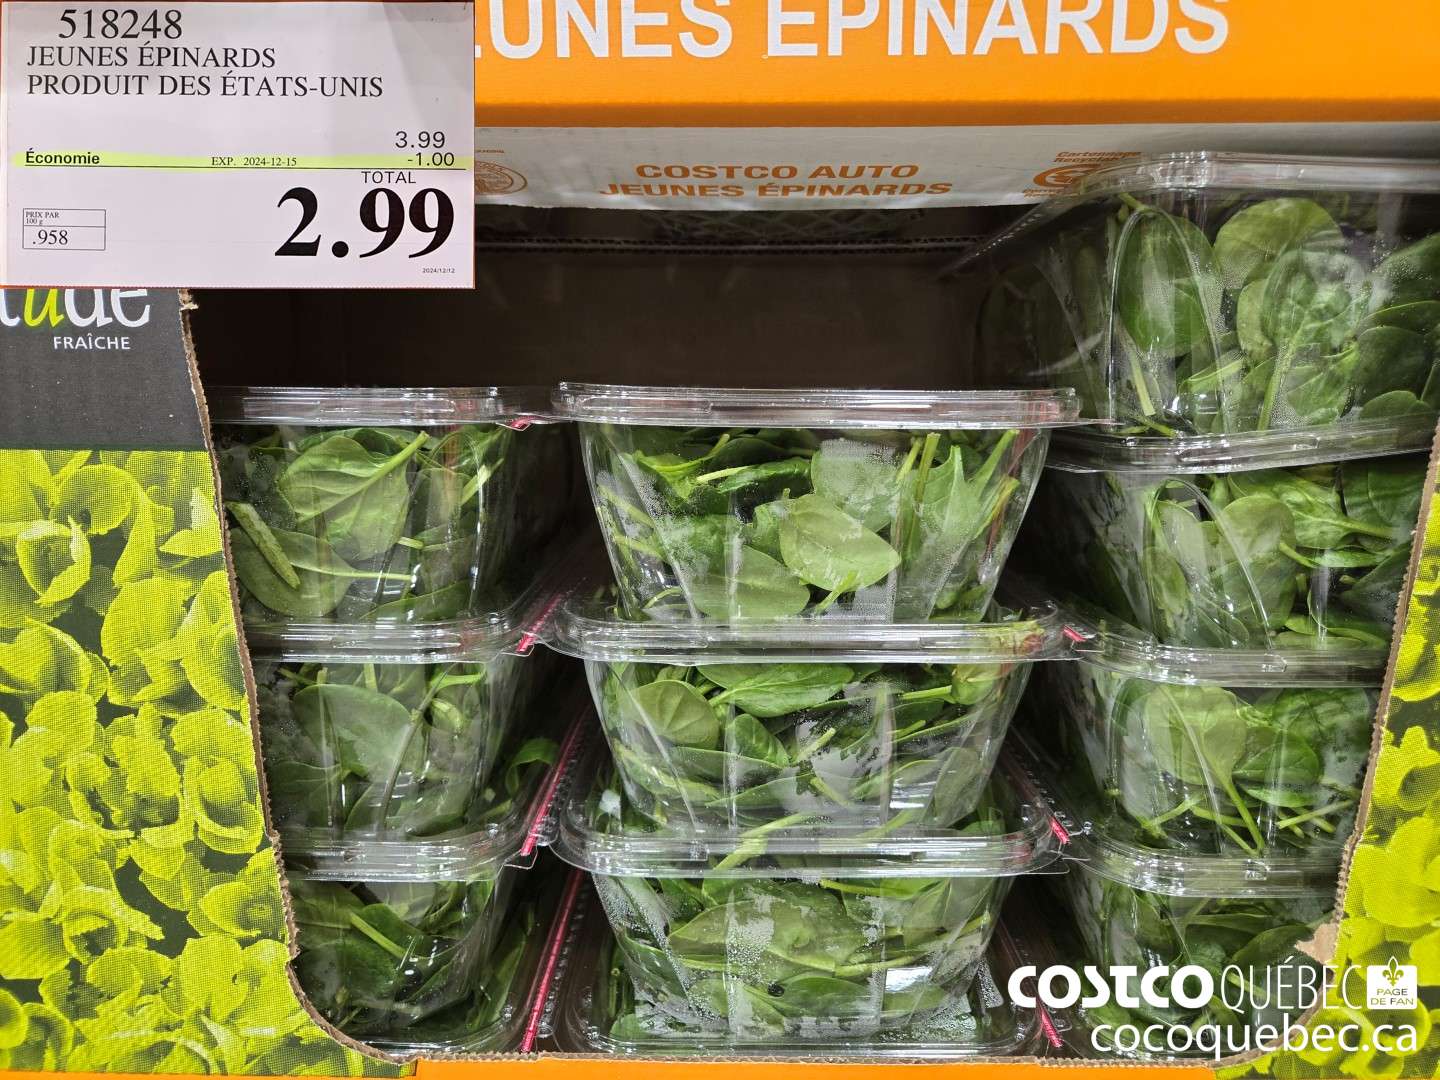 518248
JEUNES ÉPINARDS
PRODUIT DES ÉTATS-UNIS
3.99
Économie EXP. 2024-12-15 -1.00
TOTAL
PRIX PAR
100 g
.958
2.99
2024/12/12
JEUNES ÉPINARDS
COSTCO AUTO
JEUNES ÉPINARDS
FRAÎCHE
COSTCO QUÉBEC PAGE
DE FAN
cocoquebec.ca